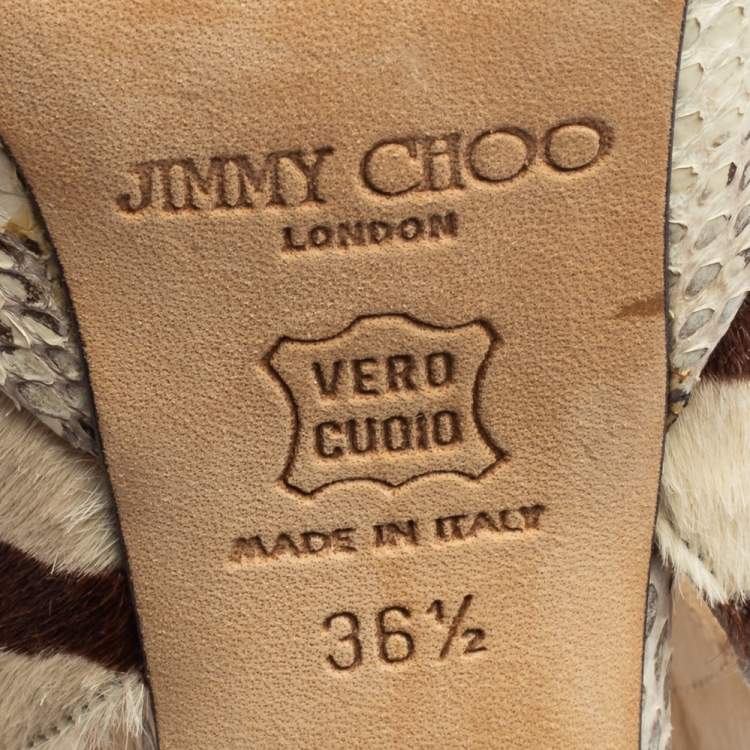 JIMMY CHOO
LONDON
VERO
CUOIO
MADE IN ITALY
36½